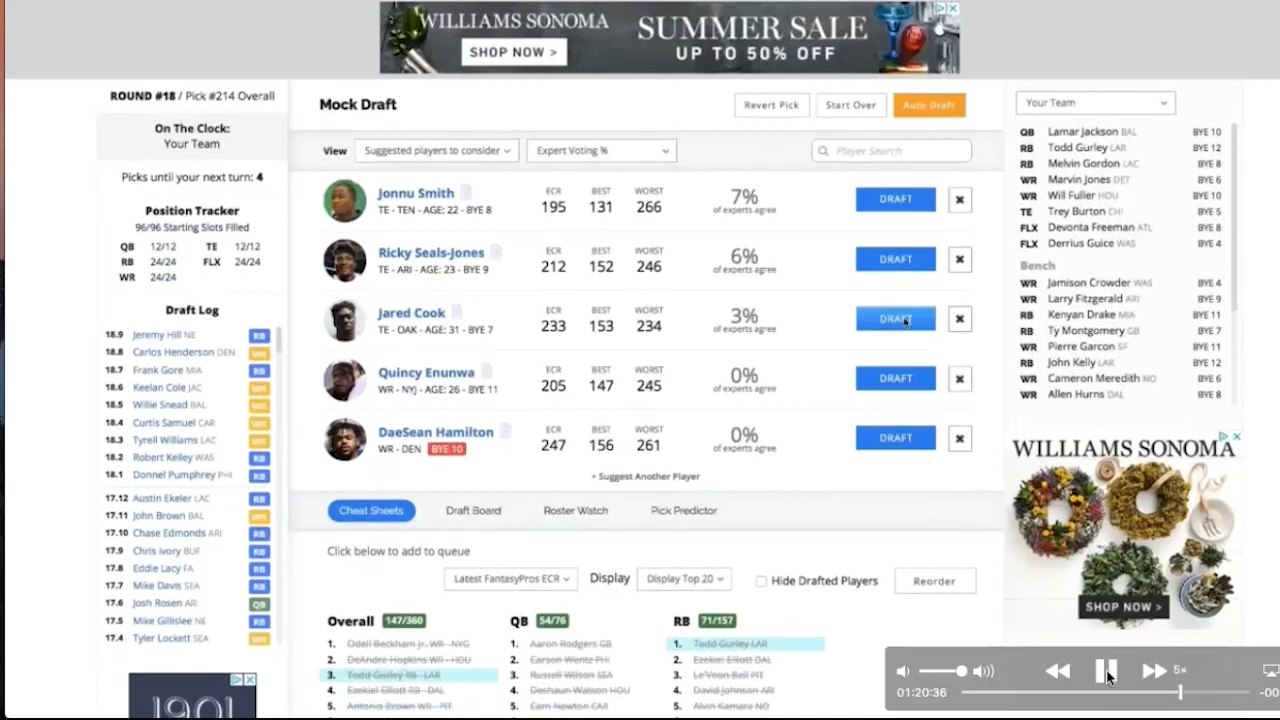 WILLIAMS SONOMA
SHOP NOW >
SUMMER SALE
UP TO 50% OFF
ROUND #18 / Pick #214 Overall
On The Clock:
Your Team
Picks until your next turn: 4
Position Tracker
96/96 Starting Slots Filled
QB 12/12 TE 12/12
RB 24/24 FLX 24/24
WR 24/24
Draft Log
18.9 Jeremy Hill NE RB
18.8 Carlos Henderson DEN WR
18.7 Frank Gore MIA RB
18.6 Keelan Cole JAC WR
18.5 Willie Snead BAL WR
18.4 Curtis Samuel CAR WR
18.3 Tyrell Williams LAC WR
18.2 Robert Kelley WAS RB
18.1 Donnel Pumphrey PHI RB
17.12 Austin Ekeler LAC RB
17.11 John Brown BAL WR
17.10 Chase Edmonds ARI RB
17.9 Chris Ivory BUF RB
17.8 Eddie Lacy FA RB
17.7 Mike Davis SEA RB
17.6 Josh Rosen ARI QB
17.5 Mike Gillislee NE RB
17.4 Tyler Lockett SEA WR
1901
Mock Draft
Revert Pick
Start Over
Auto Draft
View Suggested players to consider Expert Voting % Player Search
Jonnu Smith
TE - TEN - AGE: 22 - BYE 8
ECR BEST WORST
195 131 266
7%
of experts agree
DRAFT
Ricky Seals-Jones
TE - ARI - AGE: 23 - BYE 9
ECR BEST WORST
212 152 246
6%
of experts agree
DRAFT
Jared Cook
TE - OAK - AGE: 31 - BYE 7
ECR BEST WORST
233 153 234
3%
of experts agree
DRAFT
Quincy Enunwa
WR - NYJ - AGE: 26 - BYE 11
ECR BEST WORST
205 147 245
0%
of experts agree
DRAFT
DaeSean Hamilton
WR - DEN BYE 10
ECR BEST WORST
247 156 261
0%
of experts agree
DRAFT
+ Suggest Another Player
Cheat Sheets Draft Board Roster Watch Pick Predictor
Click below to add to queue
Latest FantasyPros ECR Display Display Top 20 Hide Drafted Players Reorder
Overall 147/360
1. Odell Beckham Jr. WR - NYG
2. DeAndre Hopkins WR - HOU
3. Todd Gurley RB - LAR
4. Ezekiel Elliott RB - DAL
5. Antonio Brown WR - PIT
QB 54/76
1. Aaron Rodgers GB
2. Carson Wentz PHI
3. Russell Wilson SEA
4. Deshaun Watson HOU
5. Cam Newton CAR
RB 71/157
1. Todd Gurley LAR
2. Ezekiel Elliott DAL
3. Le'Veon Bell PIT
4. David Johnson ARI
5. Alvin Kamara NO
Your Team
QB Lamar Jackson BAL BYE 10
RB Todd Gurley LAR BYE 12
RB Melvin Gordon LAC BYE 8
WR Marvin Jones DET BYE 6
WR Will Fuller HOU BYE 10
TE Trey Burton CHI BYE 5
FLX Devonta Freeman ATL BYE 8
FLX Derrius Guice WAS BYE 4
Bench
WR Jamison Crowder WAS BYE 4
WR Larry Fitzgerald ARI BYE 9
RB Kenyan Drake MIA BYE 11
RB Ty Montgomery GB BYE 7
WR Pierre Garcon SF BYE 11
RB John Kelly LAR BYE 12
WR Cameron Meredith NO BYE 6
WR Allen Hurns DAL BYE 8
WILLIAMS SONOMA
SHOP NOW >
5×
01:20:36
-00